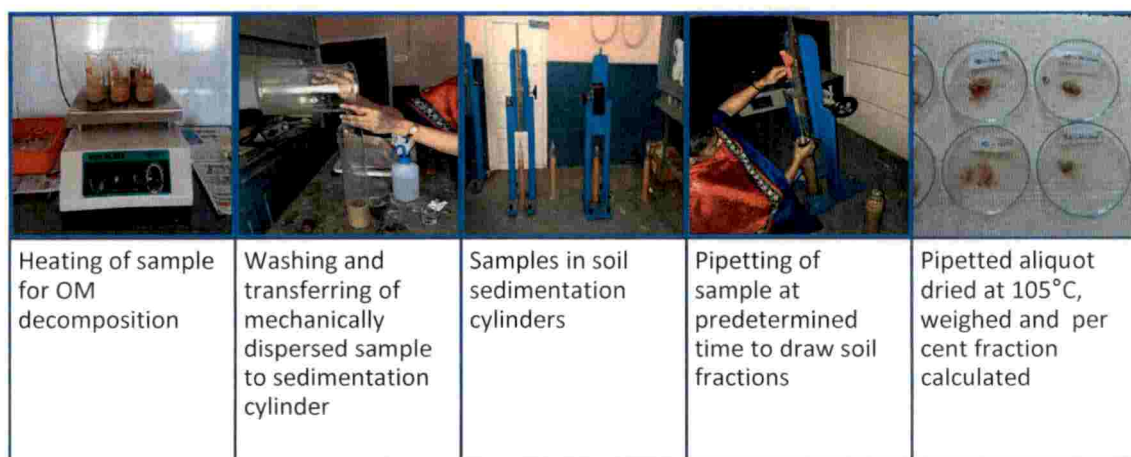 Heating of sample
for OM
decomposition
Washing and
transferring of
mechanically
dispersed sample
to sedimentation
cylinder
Samples in soil
sedimentation
cylinders
Pipetting of
sample at
predetermined
time to draw soil
fractions
Pipetted aliquot
dried at 105°C,
weighed and per
cent fraction
calculated